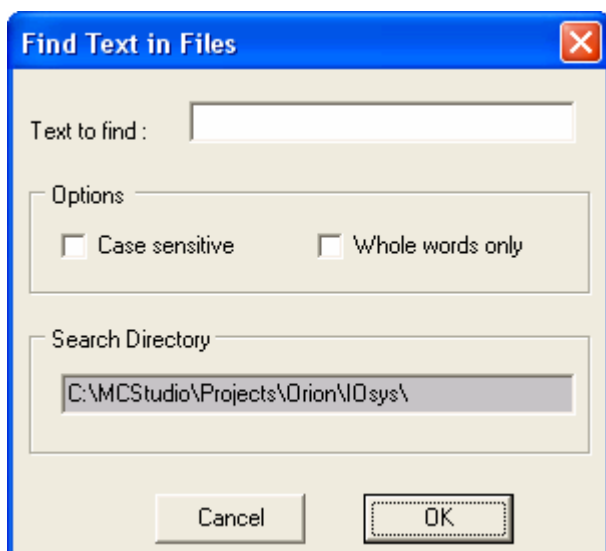 Find Text in Files
Text to find :
Options
Case sensitive
Whole words only
Search Directory
C:\MCStudio\Projects\Orion\IOsys\
Cancel
OK